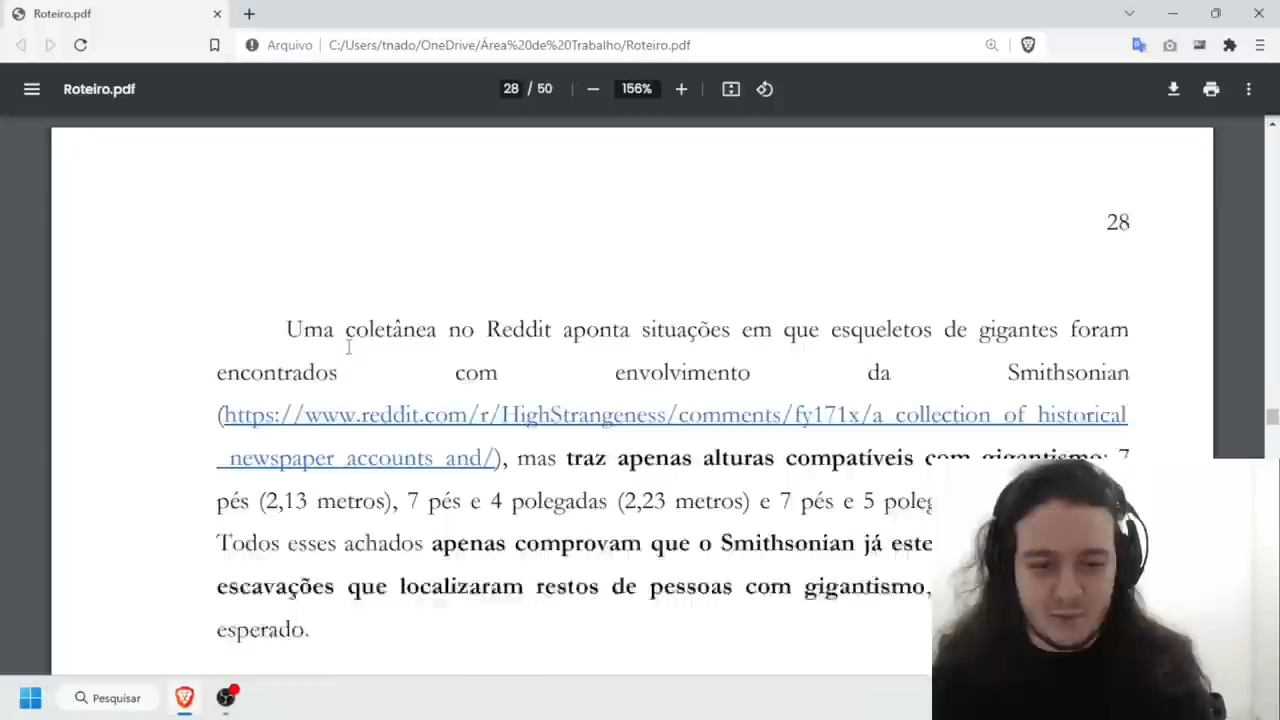 Roteiro.pdf
Arquivo C:/Users/tnado/OneDrive/Área%20de%20Trabalho/Roteiro.pdf
Roteiro.pdf 28 / 50 156%
28
Uma coletânea no Reddit aponta situações em que esqueletos de gigantes foram
encontrados com envolvimento da Smithsonian
(https://www.reddit.com/r/HighStrangeness/comments/fy171x/a_collection_of_historical
_newspaper_accounts_and/), mas traz apenas alturas compatíveis com gigantismo: 7
pés (2,13 metros), 7 pés e 4 polegadas (2,23 metros) e 7 pés e 5
Todos esses achados apenas comprovam que o Smithsonian já
escavações que localizaram restos de pessoas com gigantismo,
esperado.
Pesquisar